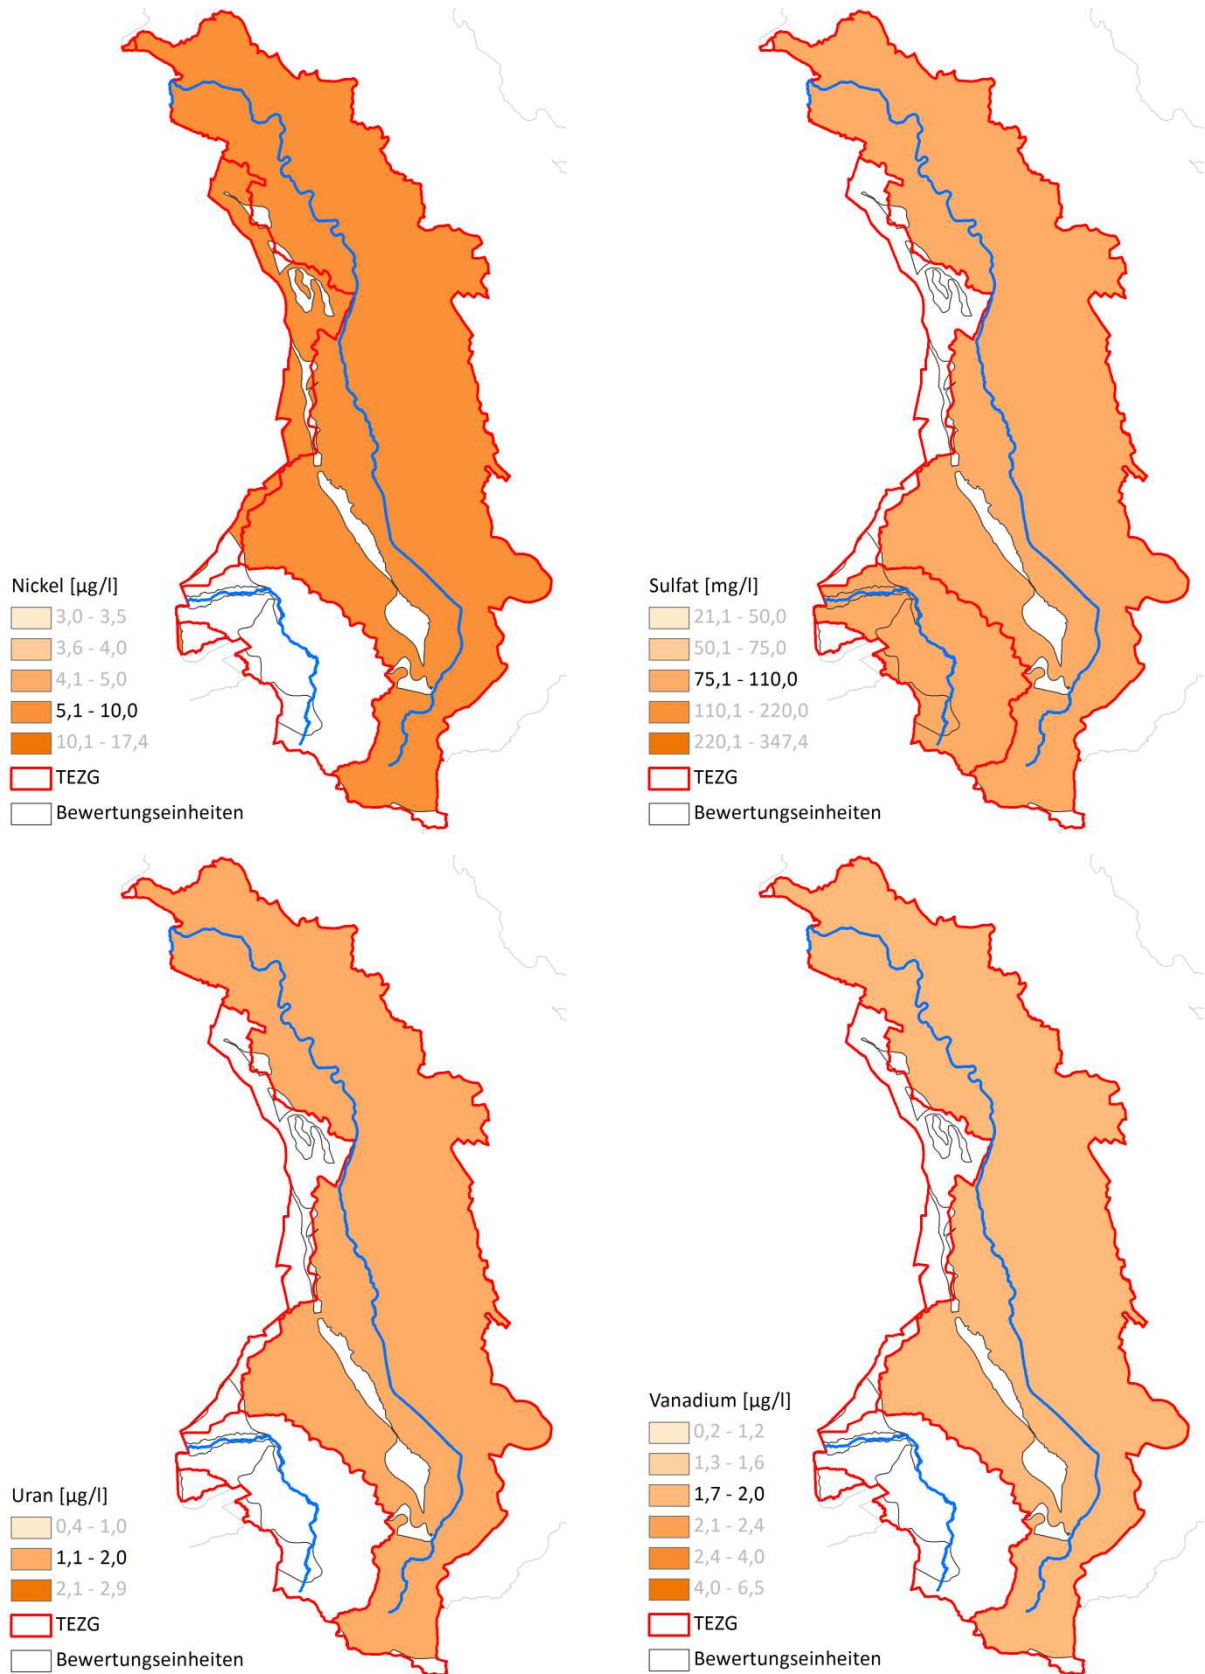 Nickel [µg/l]
3,0 - 3,5
3,6 - 4,0
4,1 - 5,0
5,1 - 10,0
10,1 - 17,4
TEZG
Bewertungseinheiten
Sulfat [mg/l]
21,1 - 50,0
50,1 - 75,0
75,1 - 110,0
110,1 - 220,0
220,1 - 347,4
TEZG
Bewertungseinheiten
Uran [µg/l]
0,4 - 1,0
1,1 - 2,0
2,1 - 2,9
TEZG
Bewertungseinheiten
Vanadium [µg/l]
0,2 - 1,2
1,3 - 1,6
1,7 - 2,0
2,1 - 2,4
2,4 - 4,0
4,0 - 6,5
TEZG
Bewertungseinheiten